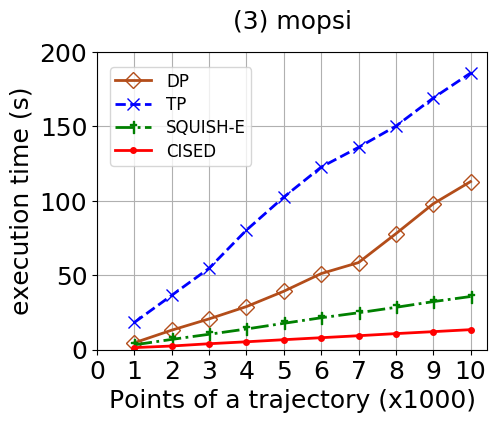 (3) mopsi
execution time (s)
200
150
100
50
0
DP
TP
SQUISH-E
CISED
0 1 2 3 4 5 6 7 8 9 10
Points of a trajectory (x1000)